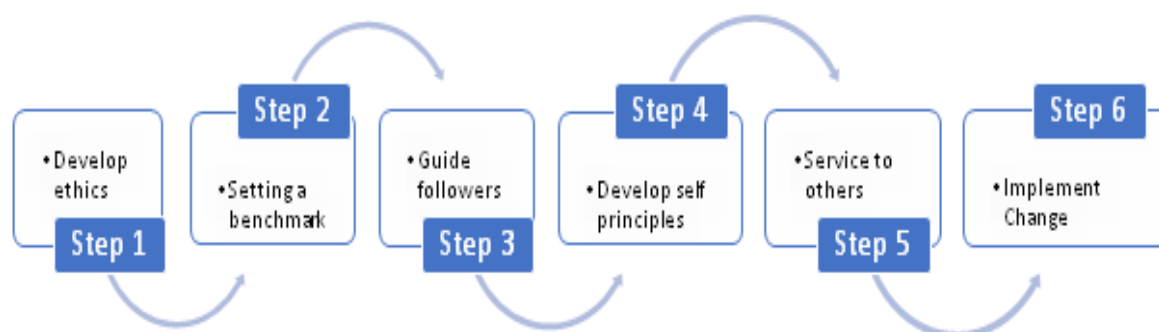 • Develop
ethics
Step 1
Step 2
• Setting a
benchmark
• Guide
followers
Step 3
Step 4
• Develop self
principles
• Service to
others
Step 5
Step 6
• Implement
Change